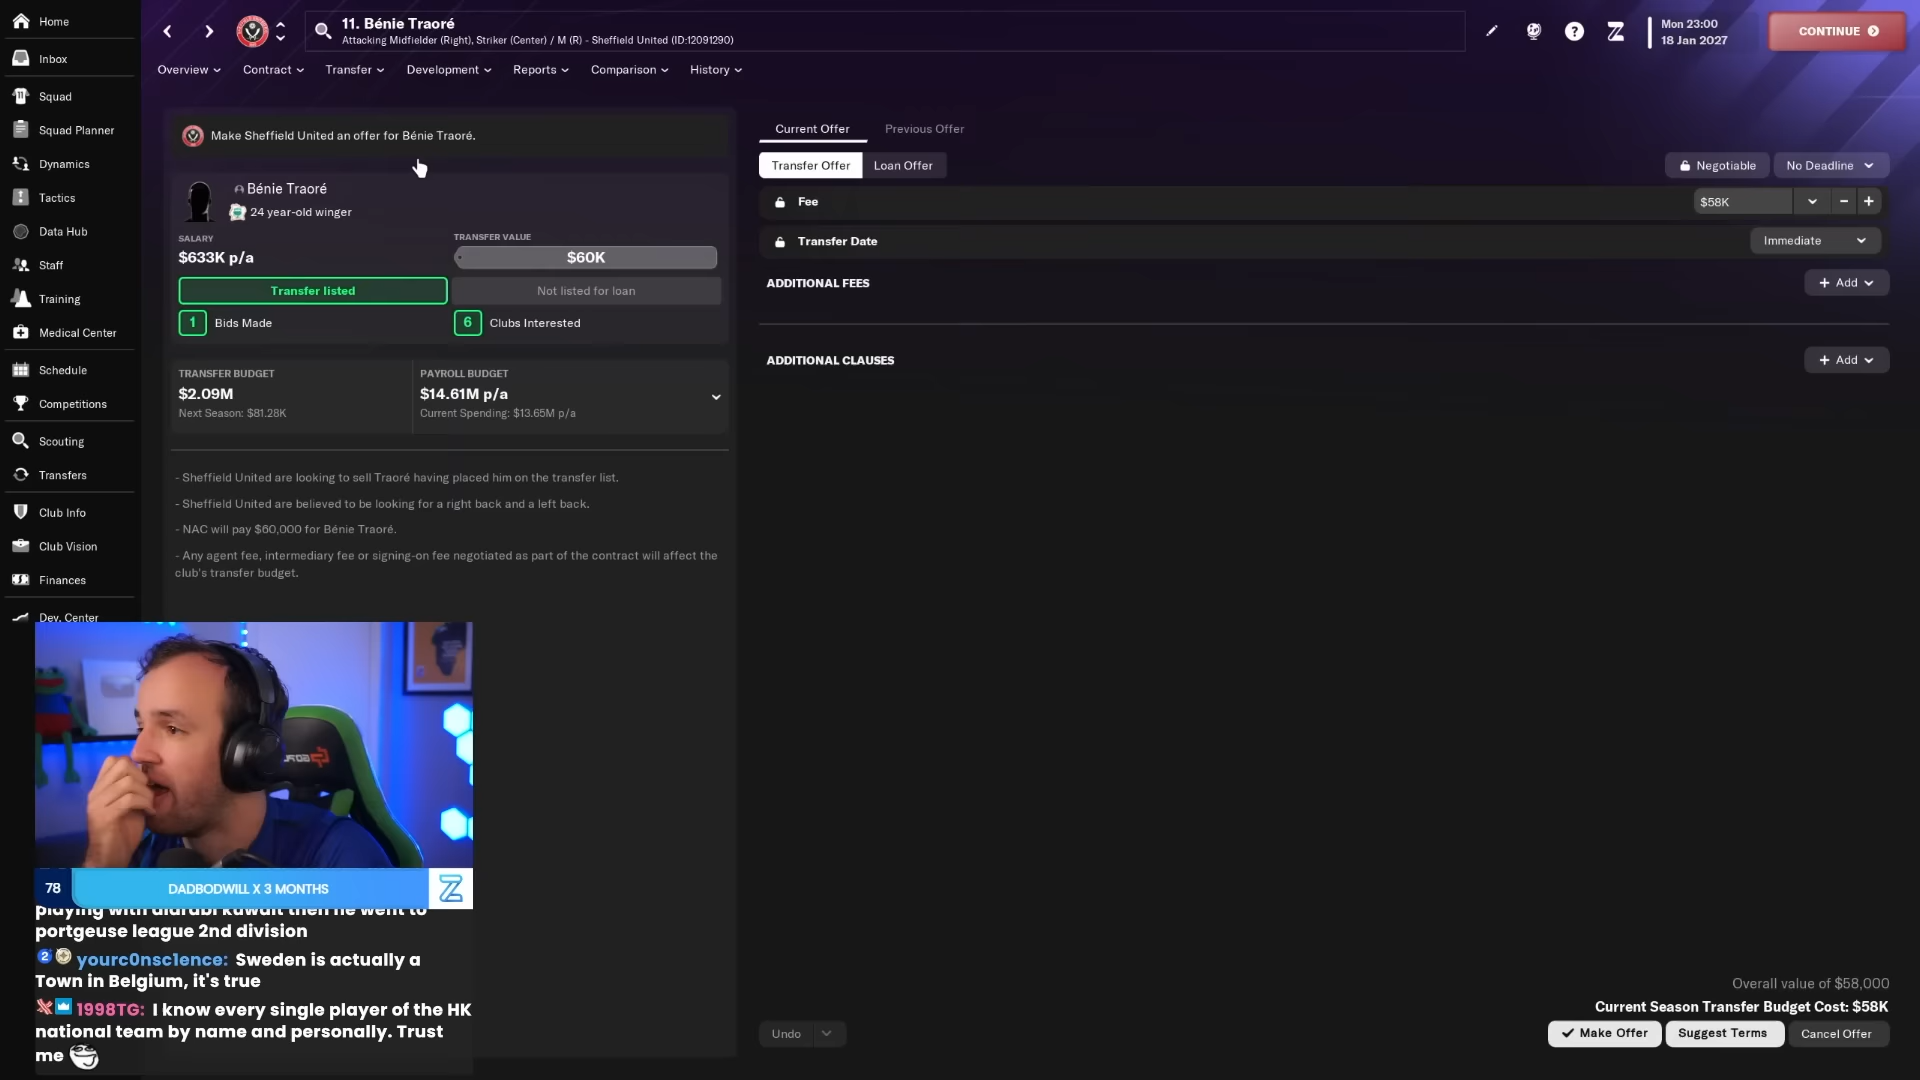 Home
Inbox
Squad
Squad Planner
Dynamics
Tactics
Data Hub
Staff
Training
Medical Center
Schedule
Competitions
Scouting
Transfers
Club Info
Club Vision
Finances
Dev. Center
11. Bénie Traoré
Attacking Midfielder (Right), Striker (Center) / M (R) - Sheffield United (ID:12091290)
Mon 23:00
18 Jan 2027
CONTINUE
Overview
Contract
Transfer
Development
Reports
Comparison
History
Make Sheffield United an offer for Bénie Traoré.
Bénie Traoré
24 year-old winger
SALARY
$633K p/a
TRANSFER VALUE
$60K
Transfer listed
Not listed for loan
1 Bids Made
6 Clubs Interested
TRANSFER BUDGET
$2.09M
Next Season: $81.28K
PAYROLL BUDGET
$14.61M p/a
Current Spending: $13.65M p/a
- Sheffield United are looking to sell Traoré having placed him on the transfer list.
- Sheffield United are believed to be looking for a right back and a left back.
- NAC will pay $60,000 for Bénie Traoré.
- Any agent fee, intermediary fee or signing-on fee negotiated as part of the contract will affect the
club's transfer budget.
Current Offer
Previous Offer
Transfer Offer
Loan Offer
Negotiable
No Deadline
Fee
$58K
Transfer Date
Immediate
ADDITIONAL FEES
+ Add
ADDITIONAL CLAUSES
+ Add
78
DADBODWILL X 3 MONTHS
Z
playing with alarabi kuwait then he went to
portgeuse league 2nd division
2 yourc0nsc1ence: Sweden is actually a
Town in Belgium, it's true
1998TG: I know every single player of the HK
national team by name and personally. Trust
me
Undo
Overall value of $58,000
Current Season Transfer Budget Cost: $58K
Make Offer
Suggest Terms
Cancel Offer